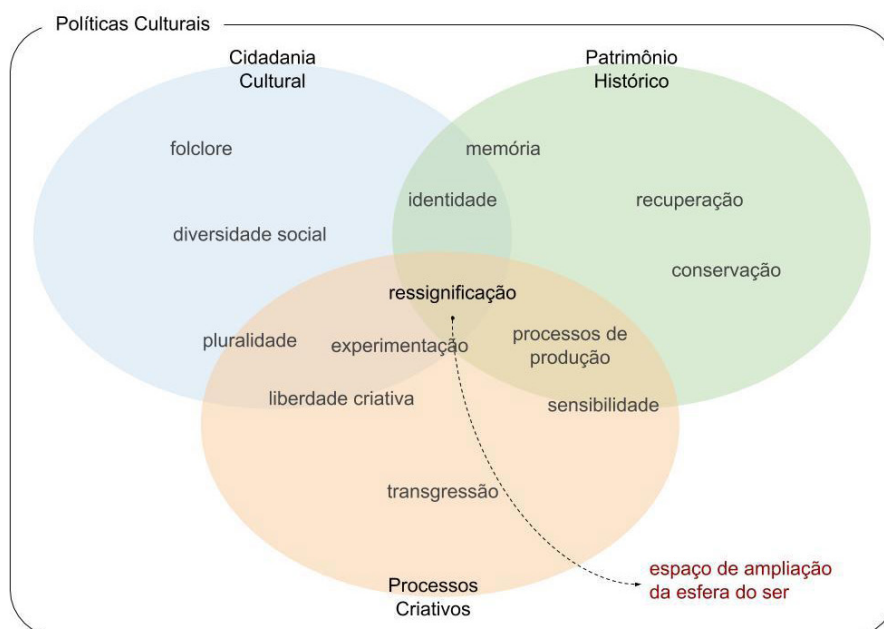 Políticas Culturais
Cidadania
Cultural
Patrimônio
Histórico
folclore
memória
identidade
recuperação
diversidade social
conservação
ressignificação
pluralidade
experimentação
processos de
produção
liberdade criativa
sensibilidade
transgressão
espaço de ampliação
da esfera do ser
Processos
Criativos